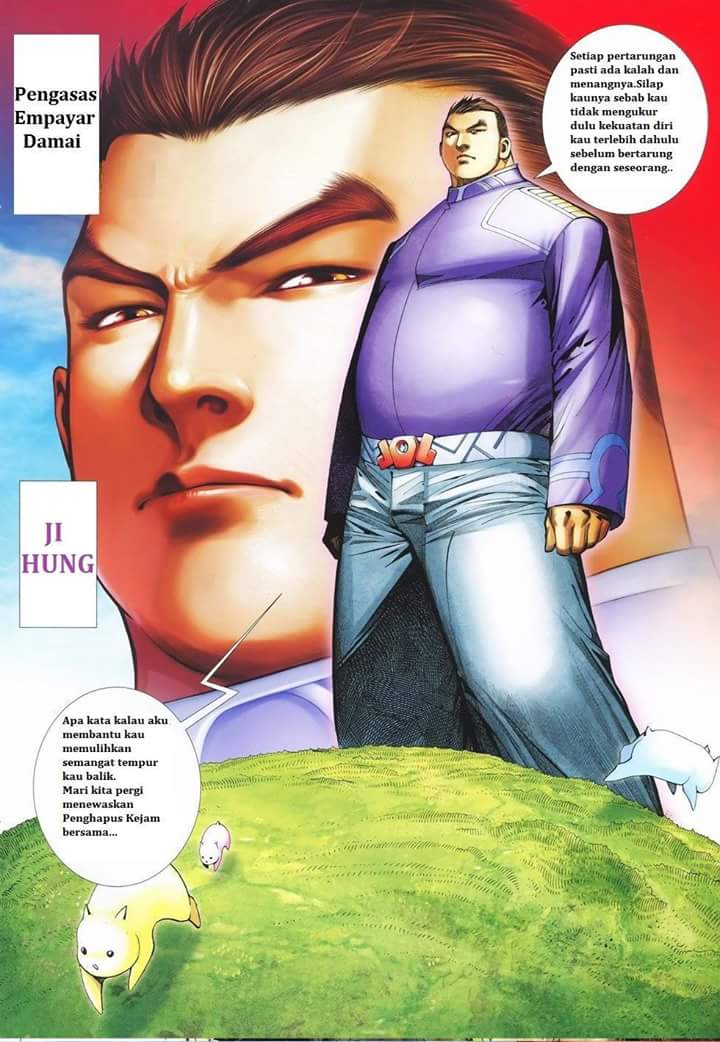 Pengasas
Empayar
Damai
Setiap pertarungan
pasti ada kalah dan
menangnya.Silap
kaunya sebab kau
tidak mengukur
dulu kekuatan diri
kau terlebih dahulu
sebelum bertarung
dengan seseorang..
JI
HUNG
Apa kata kalau aku
membantu kau
memulihkan
semangat tempur
kau balik.
Mari kita pergi
menewaskan
Penghapus Kejam
bersama...